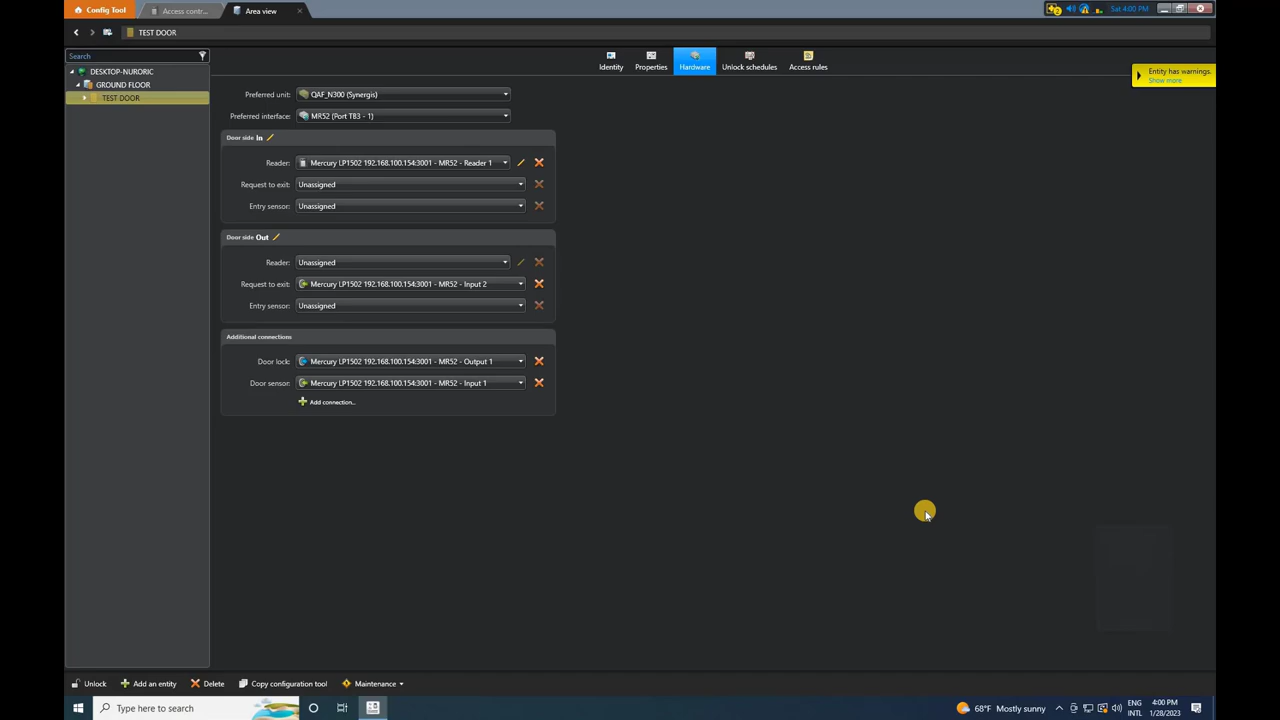 Config Tool
Access contr...
Area view
Sat 4:00 PM
TEST DOOR
Search
DESKTOP-NURORIC
GROUND FLOOR
TEST DOOR
Identity
Properties
Hardware
Unlock schedules
Access rules
Entity has warnings.
Show more
Preferred unit: QAF_N300 (Synergis)
Preferred interface: MR52 (Port TB3 - 1)
Door side In
Reader: Mercury LP1502 192.168.100.154:3001 - MR52 - Reader 1
Request to exit: Unassigned
Entry sensor: Unassigned
Door side Out
Reader: Unassigned
Request to exit: Mercury LP1502 192.168.100.154:3001 - MR52 - Input 2
Entry sensor: Unassigned
Additional connections
Door lock: Mercury LP1502 192.168.100.154:3001 - MR52 - Output 1
Door sensor: Mercury LP1502 192.168.100.154:3001 - MR52 - Input 1
Add connection...
Unlock
Add an entity
Delete
Copy configuration tool
Maintenance
Type here to search
68°F Mostly sunny
ENG
INTL
4:00 PM
1/28/2023